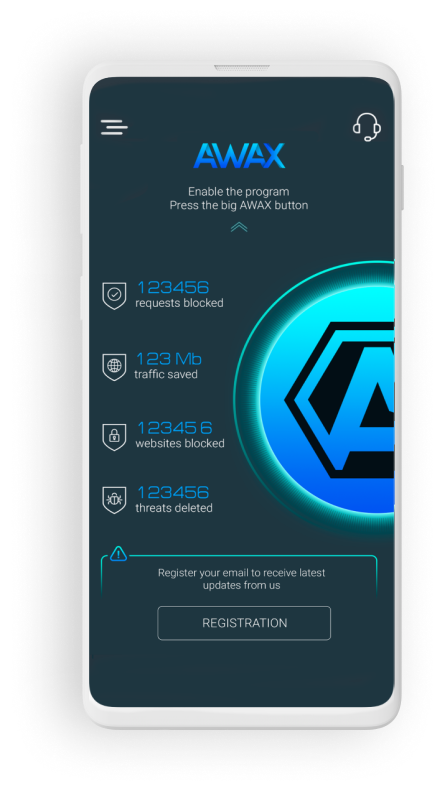 AWAX
Enable the program
Press the big AWAX button
123456
requests blocked
123 Mb
traffic saved
12345 6
websites blocked
123456
threats deleted
Register your email to receive latest
updates from us
REGISTRATION